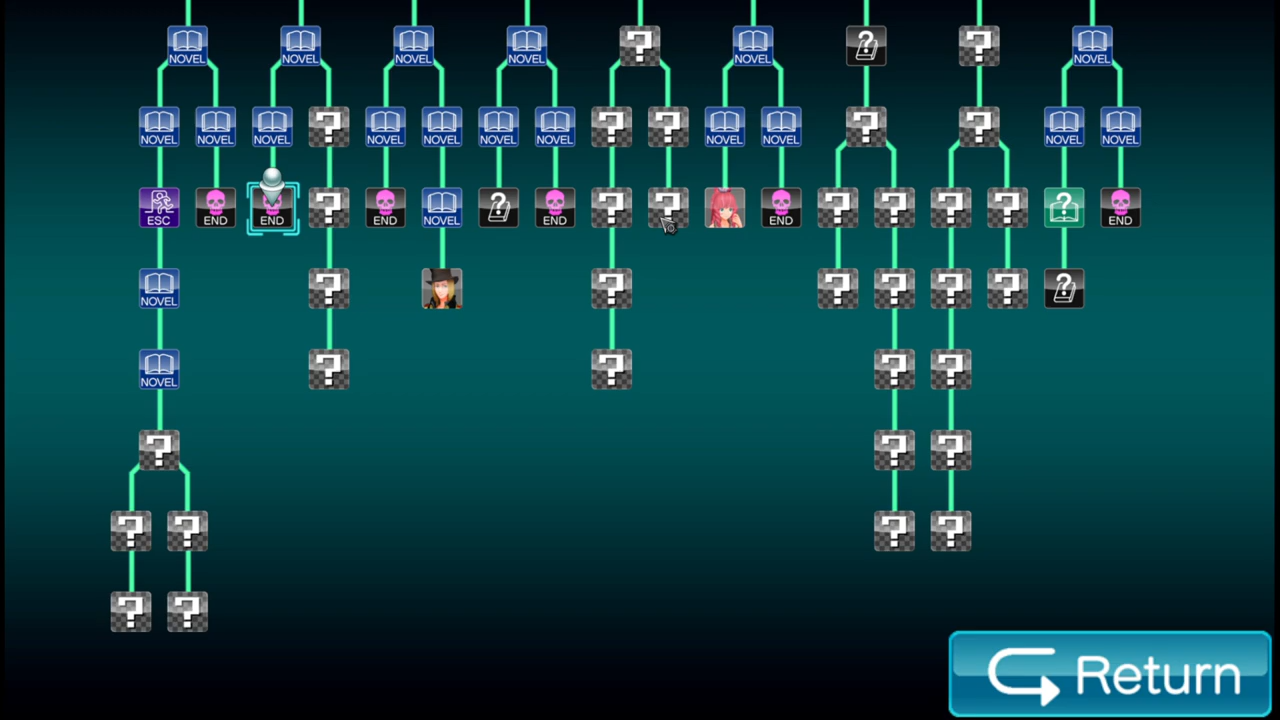 NOVEL NOVEL NOVEL NOVEL ? NOVEL ? ? NOVEL
NOVEL NOVEL NOVEL ? NOVEL NOVEL NOVEL NOVEL ? ? NOVEL NOVEL ? ? NOVEL NOVEL
ESC END END ? END NOVEL ? END ? ? END ? ? ? ? ? END
NOVEL ? ? ? ? ? ? ?
NOVEL ? ? ? ?
? ? ?
? ? ? ?
? ?
Return